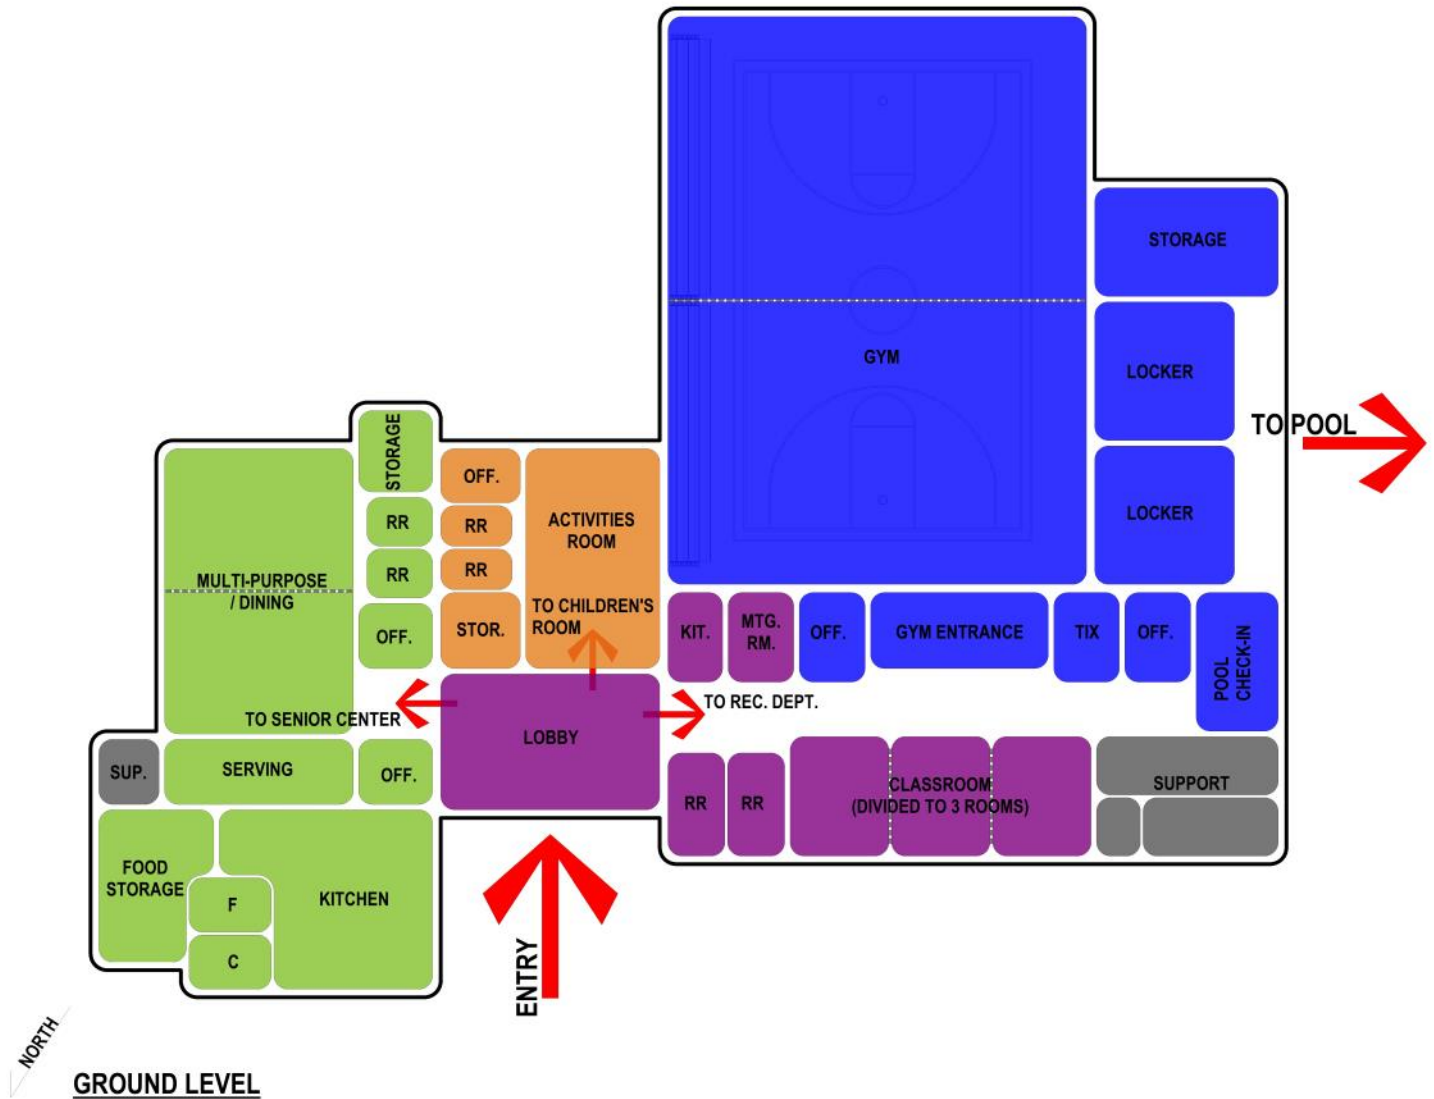 STORAGE
GYM
LOCKER
TO POOL
LOCKER
STORAGE
OFF.
RR
RR
ACTIVITIES
ROOM
RR
RR
MULTI-PURPOSE
/ DINING
OFF.
STOR.
TO CHILDREN'S
ROOM
KIT.
MTG.
RM.
OFF.
GYM ENTRANCE
TIX
OFF.
POOL
CHECK-IN
TO SENIOR CENTER
TO REC. DEPT.
LOBBY
SUP.
SERVING
OFF.
RR
RR
CLASSROOM
(DIVIDED TO 3 ROOMS)
SUPPORT
FOOD
STORAGE
F
KITCHEN
C
ENTRY
NORTH
GROUND LEVEL